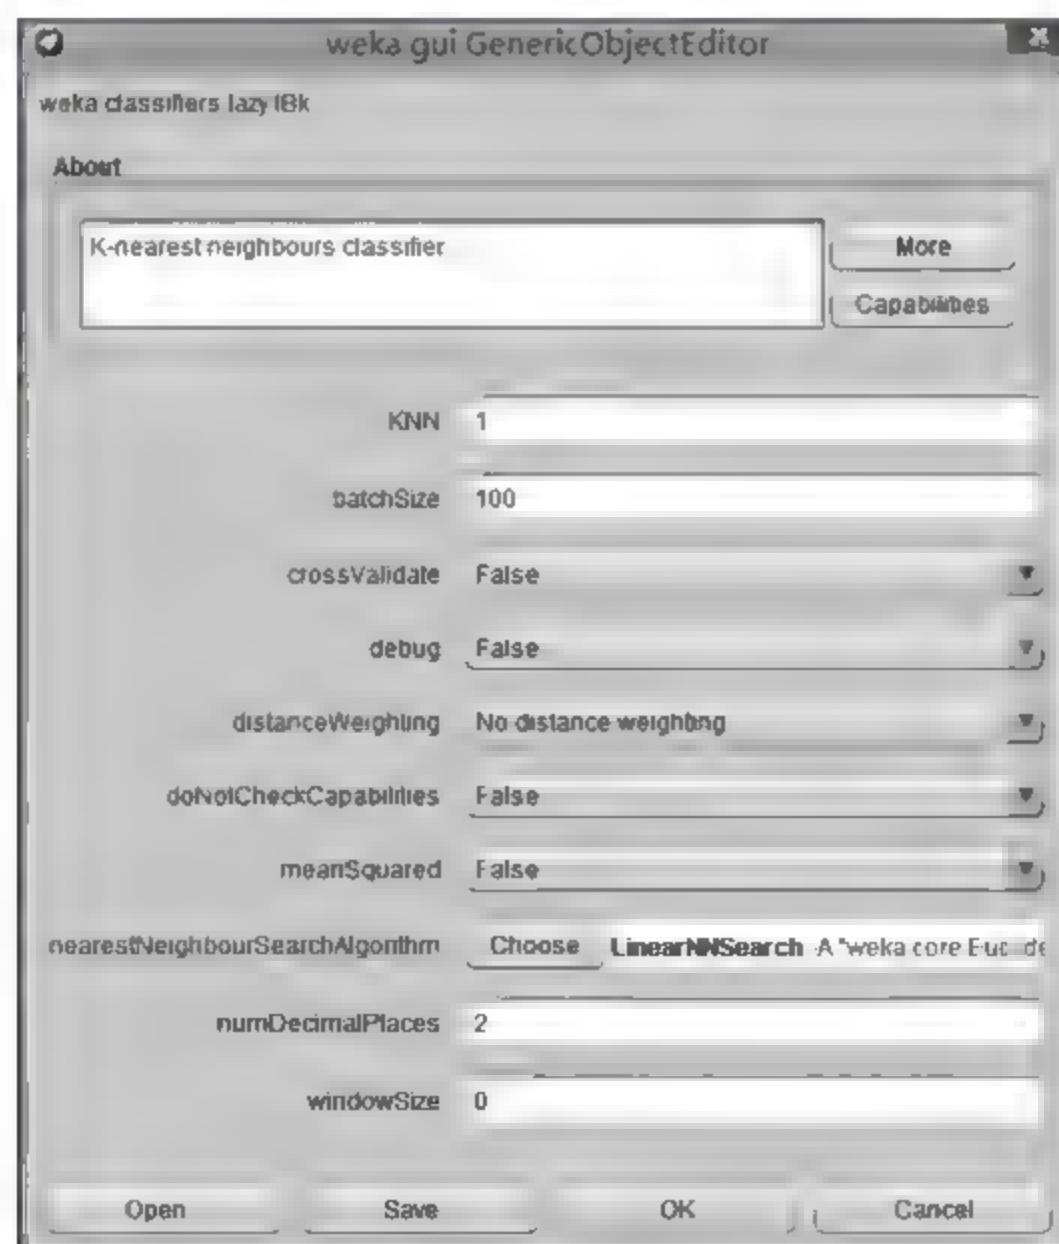 weka gui GenericObjectEditor
weka classifiers lazy IBk
About
K-nearest neighbours classifier
More
Capabilities
KNN 1
batchSize 100
crossValidate False
debug False
distanceWeighting No distance weighting
doNotCheckCapabilities False
meanSquared False
nearestNeighbourSearchAlgorithm Choose LinearNNSearch -A "weka core
numDecimalPlaces 2
windowSize 0
Open Save OK Cancel